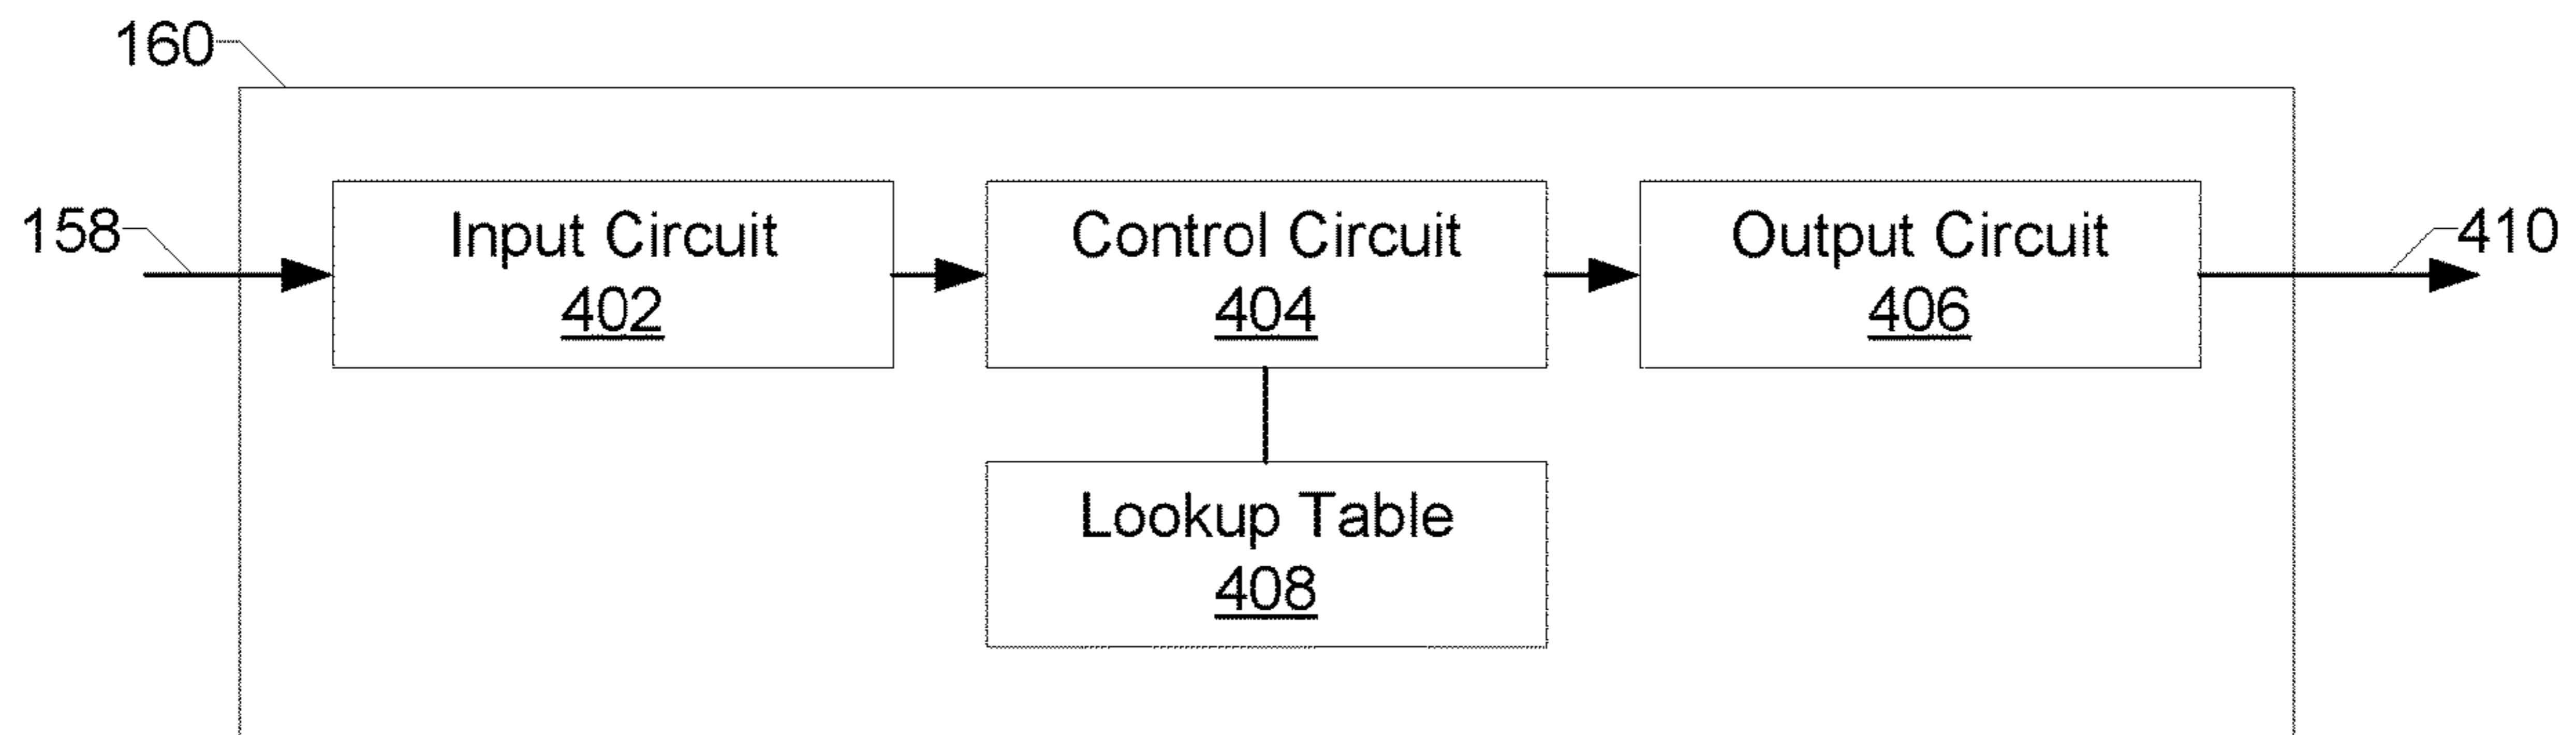 160
158
Input Circuit
402
Control Circuit
404
Output Circuit
406
410
Lookup Table
408